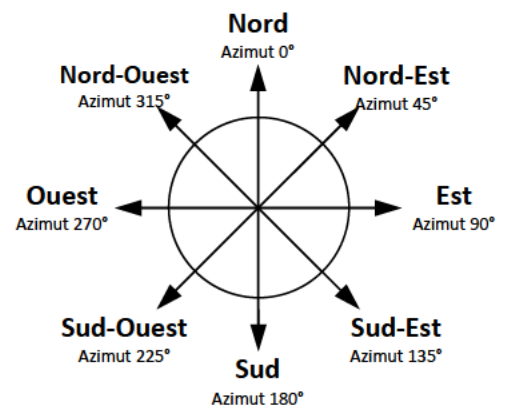 Nord
Azimut 0°
Nord-Ouest
Azimut 315°
Nord-Est
Azimut 45°
Ouest
Azimut 270°
Est
Azimut 90°
Sud-Ouest
Azimut 225°
Sud-Est
Azimut 135°
Sud
Azimut 180°